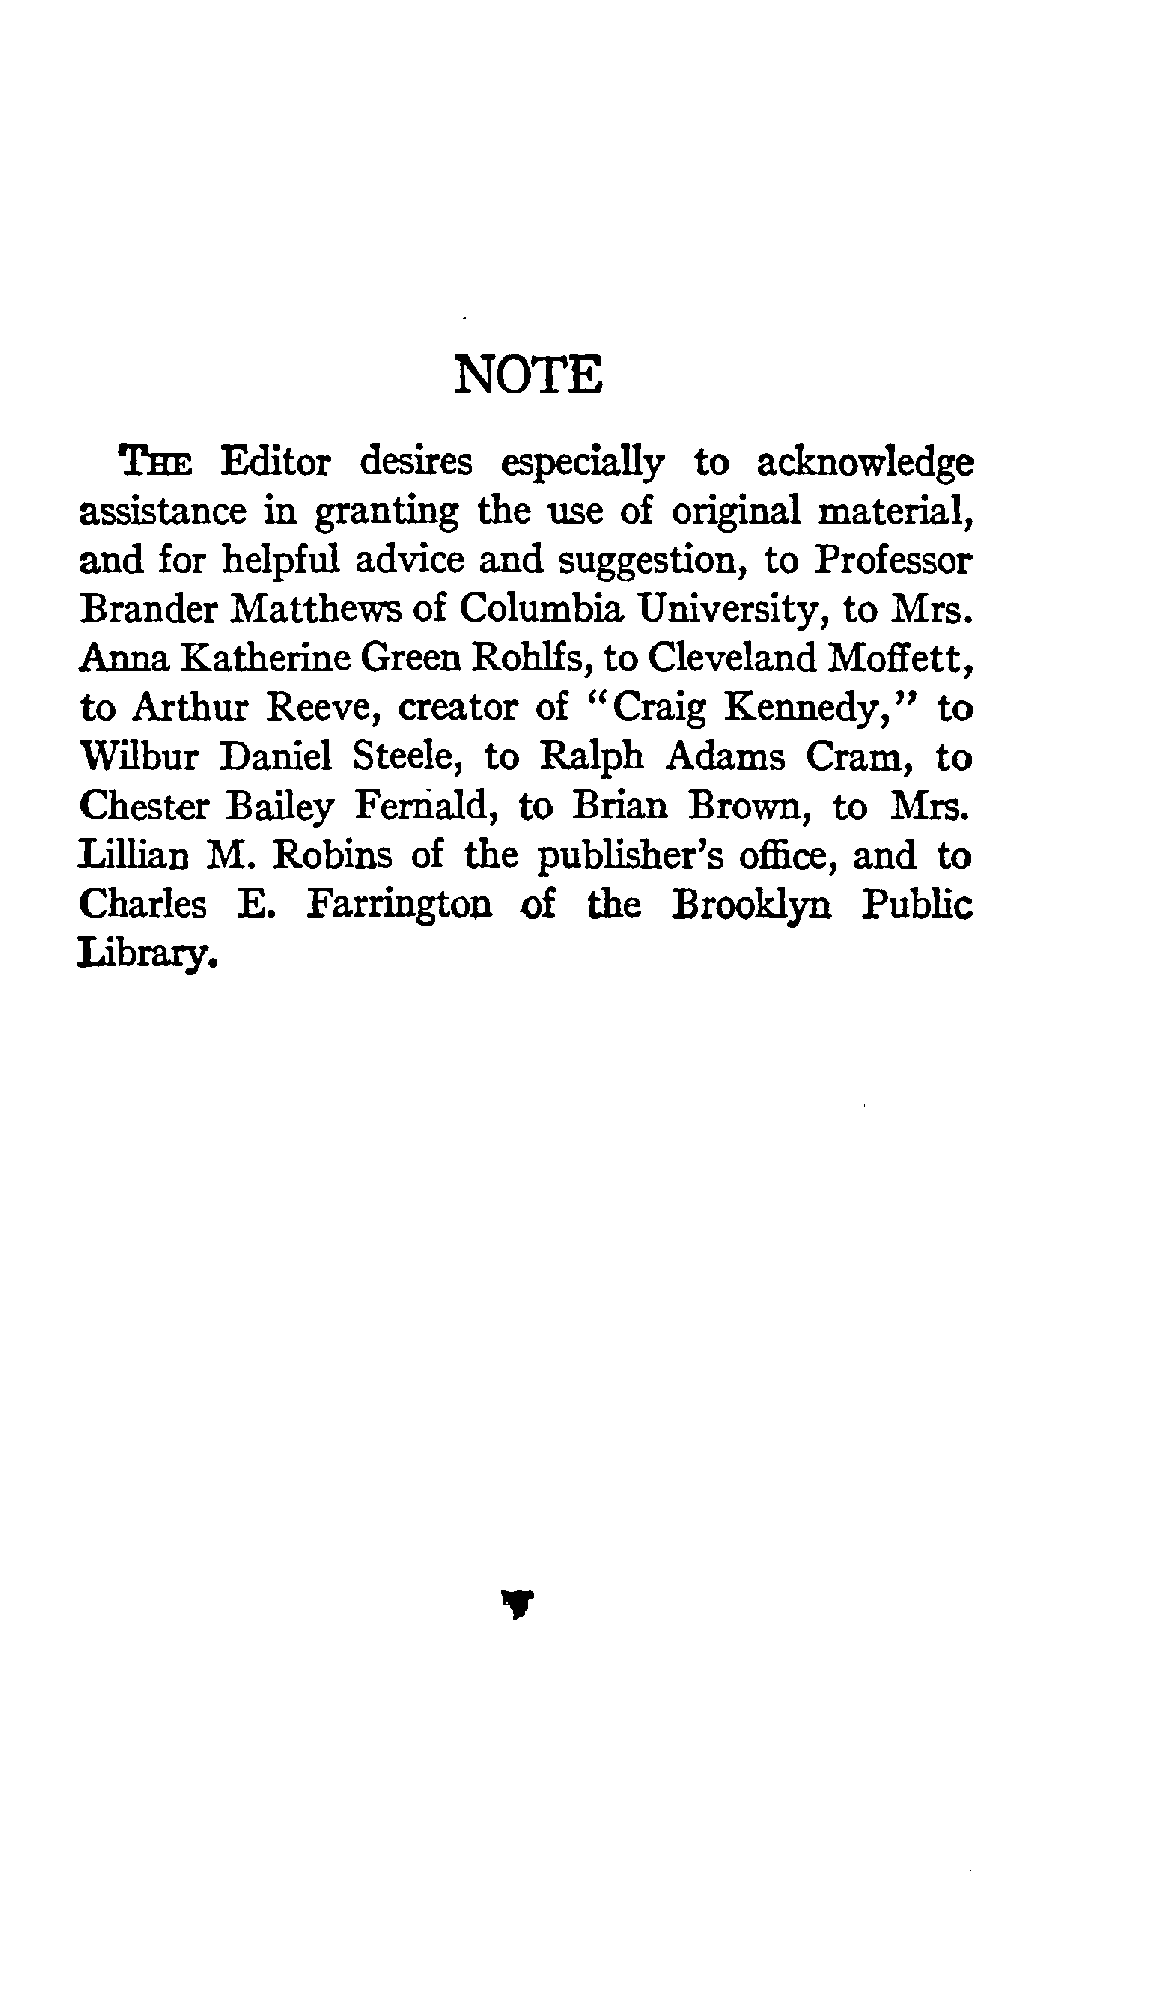 NOTE
THE Editor desires especially to acknowledge
assistance in granting the use of original material,
and for helpful advice and suggestion, to Professor
Brander Matthews of Columbia University, to Mrs.
Anna Katherine Green Rohlfs, to Cleveland Moffett,
to Arthur Reeve, creator of "Craig Kennedy," to
Wilbur Daniel Steele, to Ralph Adams Cram, to
Chester Bailey Fernald, to Brian Brown, to Mrs.
Lillian M. Robins of the publisher's office, and to
Charles E. Farrington of the Brooklyn Public
Library.